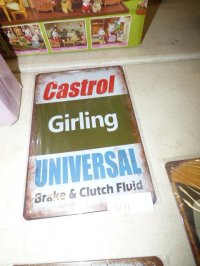 Castrol
Girling
UNIVERSAL
Brake & Clutch Fluid